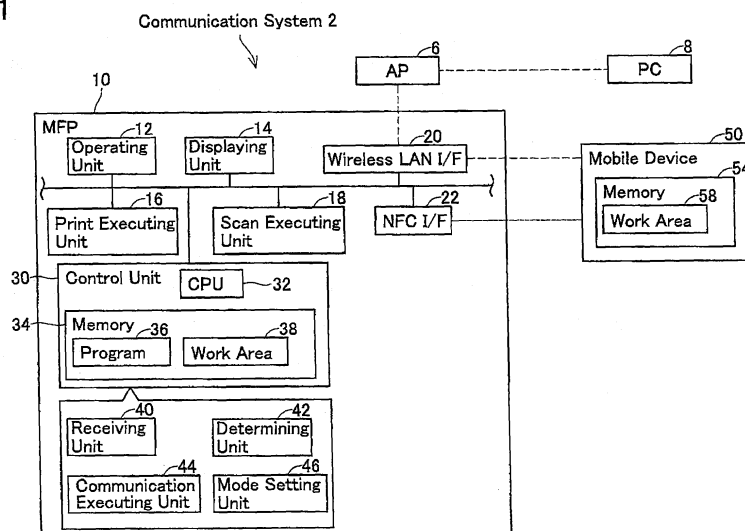 1
Communication System 2
6
AP
8
PC
10
MFP
12
Operating
Unit
14
Displaying
Unit
20
Wireless LAN I/F
50
Mobile Device
54
Memory
58
Work Area
16
Print Executing
Unit
18
Scan Executing
Unit
22
NFC I/F
30
Control Unit
CPU
32
34
Memory
36
Program
38
Work Area
40
Receiving
Unit
42
Determining
Unit
44
Communication
Executing Unit
46
Mode Setting
Unit